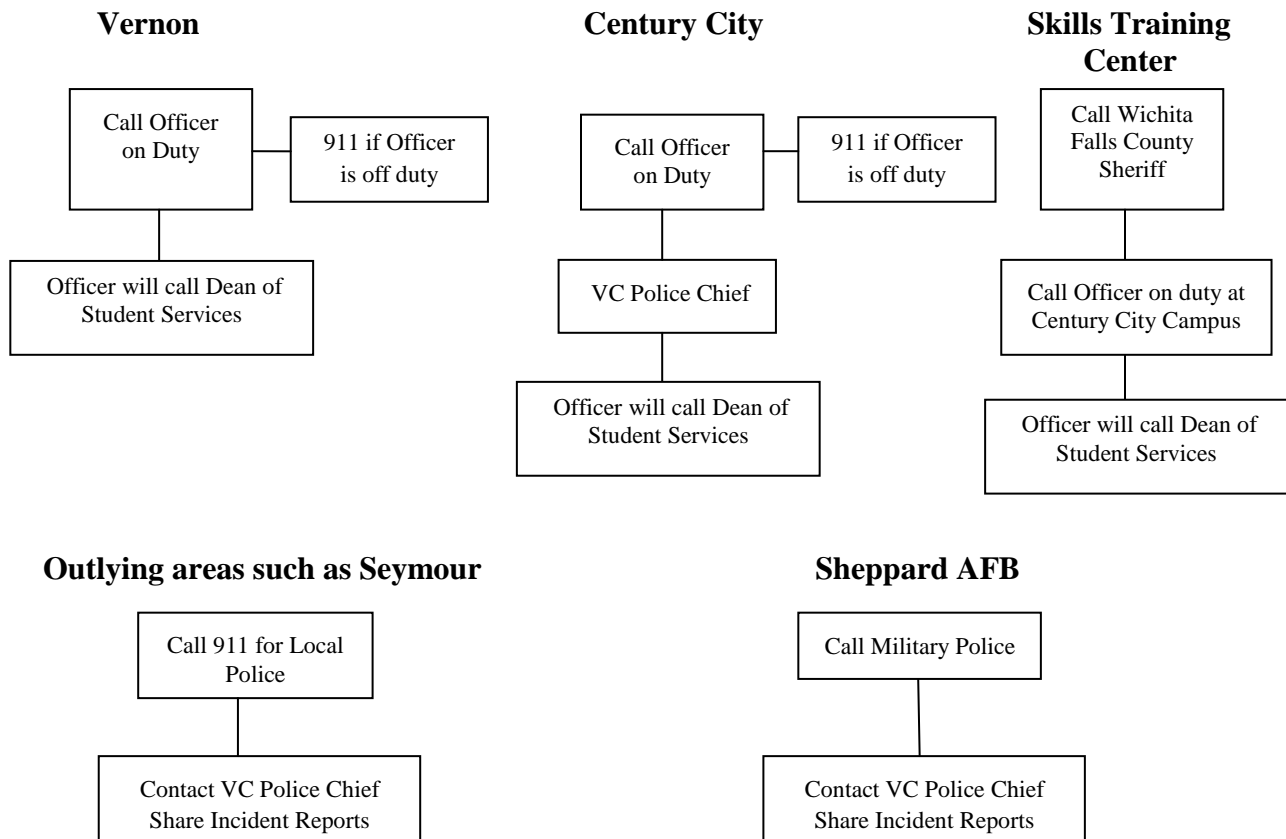 Vernon
Call Officer
on Duty
911 if Officer
is off duty
Officer will call Dean of
Student Services
Century City
Call Officer
on Duty
911 if Officer
is off duty
VC Police Chief
Officer will call Dean of
Student Services
Skills Training
Center
Call Wichita
Falls County
Sheriff
Call Officer on duty at
Century City Campus
Officer will call Dean of
Student Services
Outlying areas such as Seymour
Call 911 for Local
Police
Contact VC Police Chief
Share Incident Reports
Sheppard AFB
Call Military Police
Contact VC Police Chief
Share Incident Reports